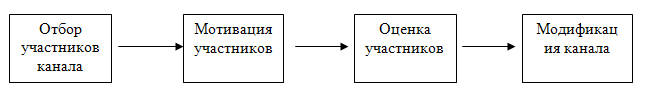 Отбор
участников
канала
Мотивация
участников
Оценка
участников
Модификац
ия канала